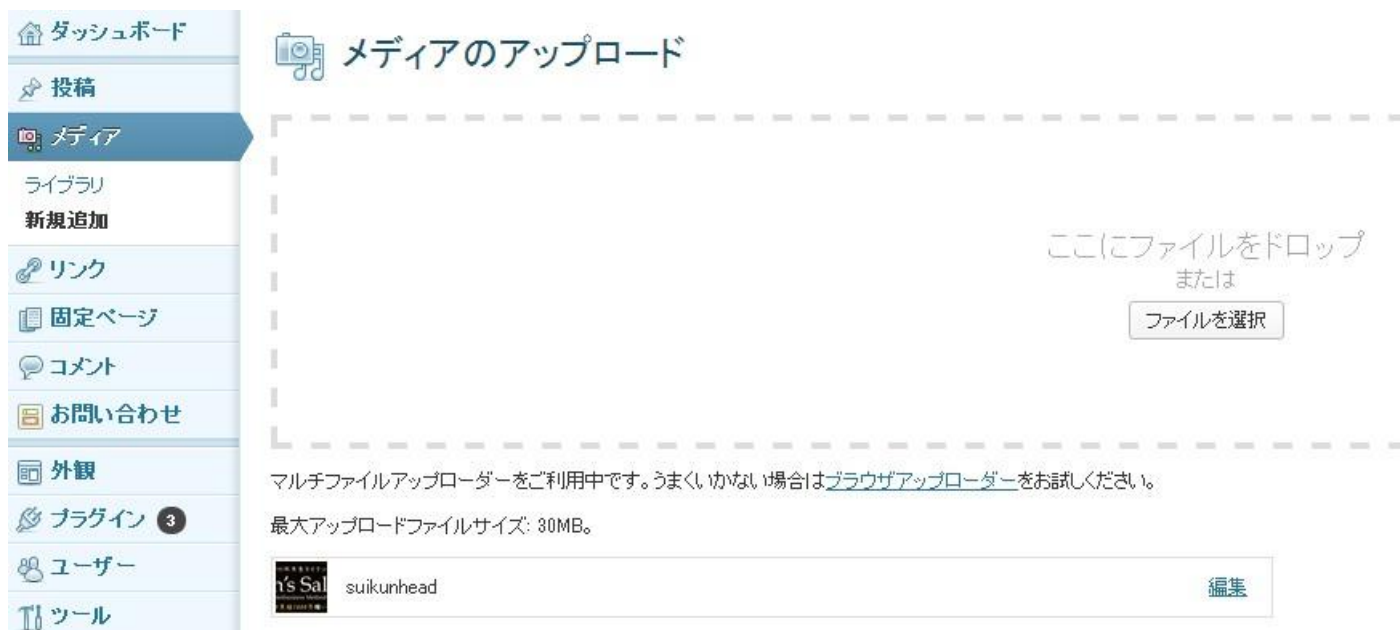 ダッシュボード
投稿
メディア
ライブラリ
新規追加
リンク
固定ページ
コメント
お問い合わせ
外観
プラグイン 3
ユーザー
ツール
メディアのアップロード
ここにファイルをドロップ
または
ファイルを選択
マルチファイルアップローダーをご利用中です。うまくいかない場合はブラウザアップローダーをお試しください。
最大アップロードファイルサイズ: 30MB。
n's Sal
suikunhead
編集